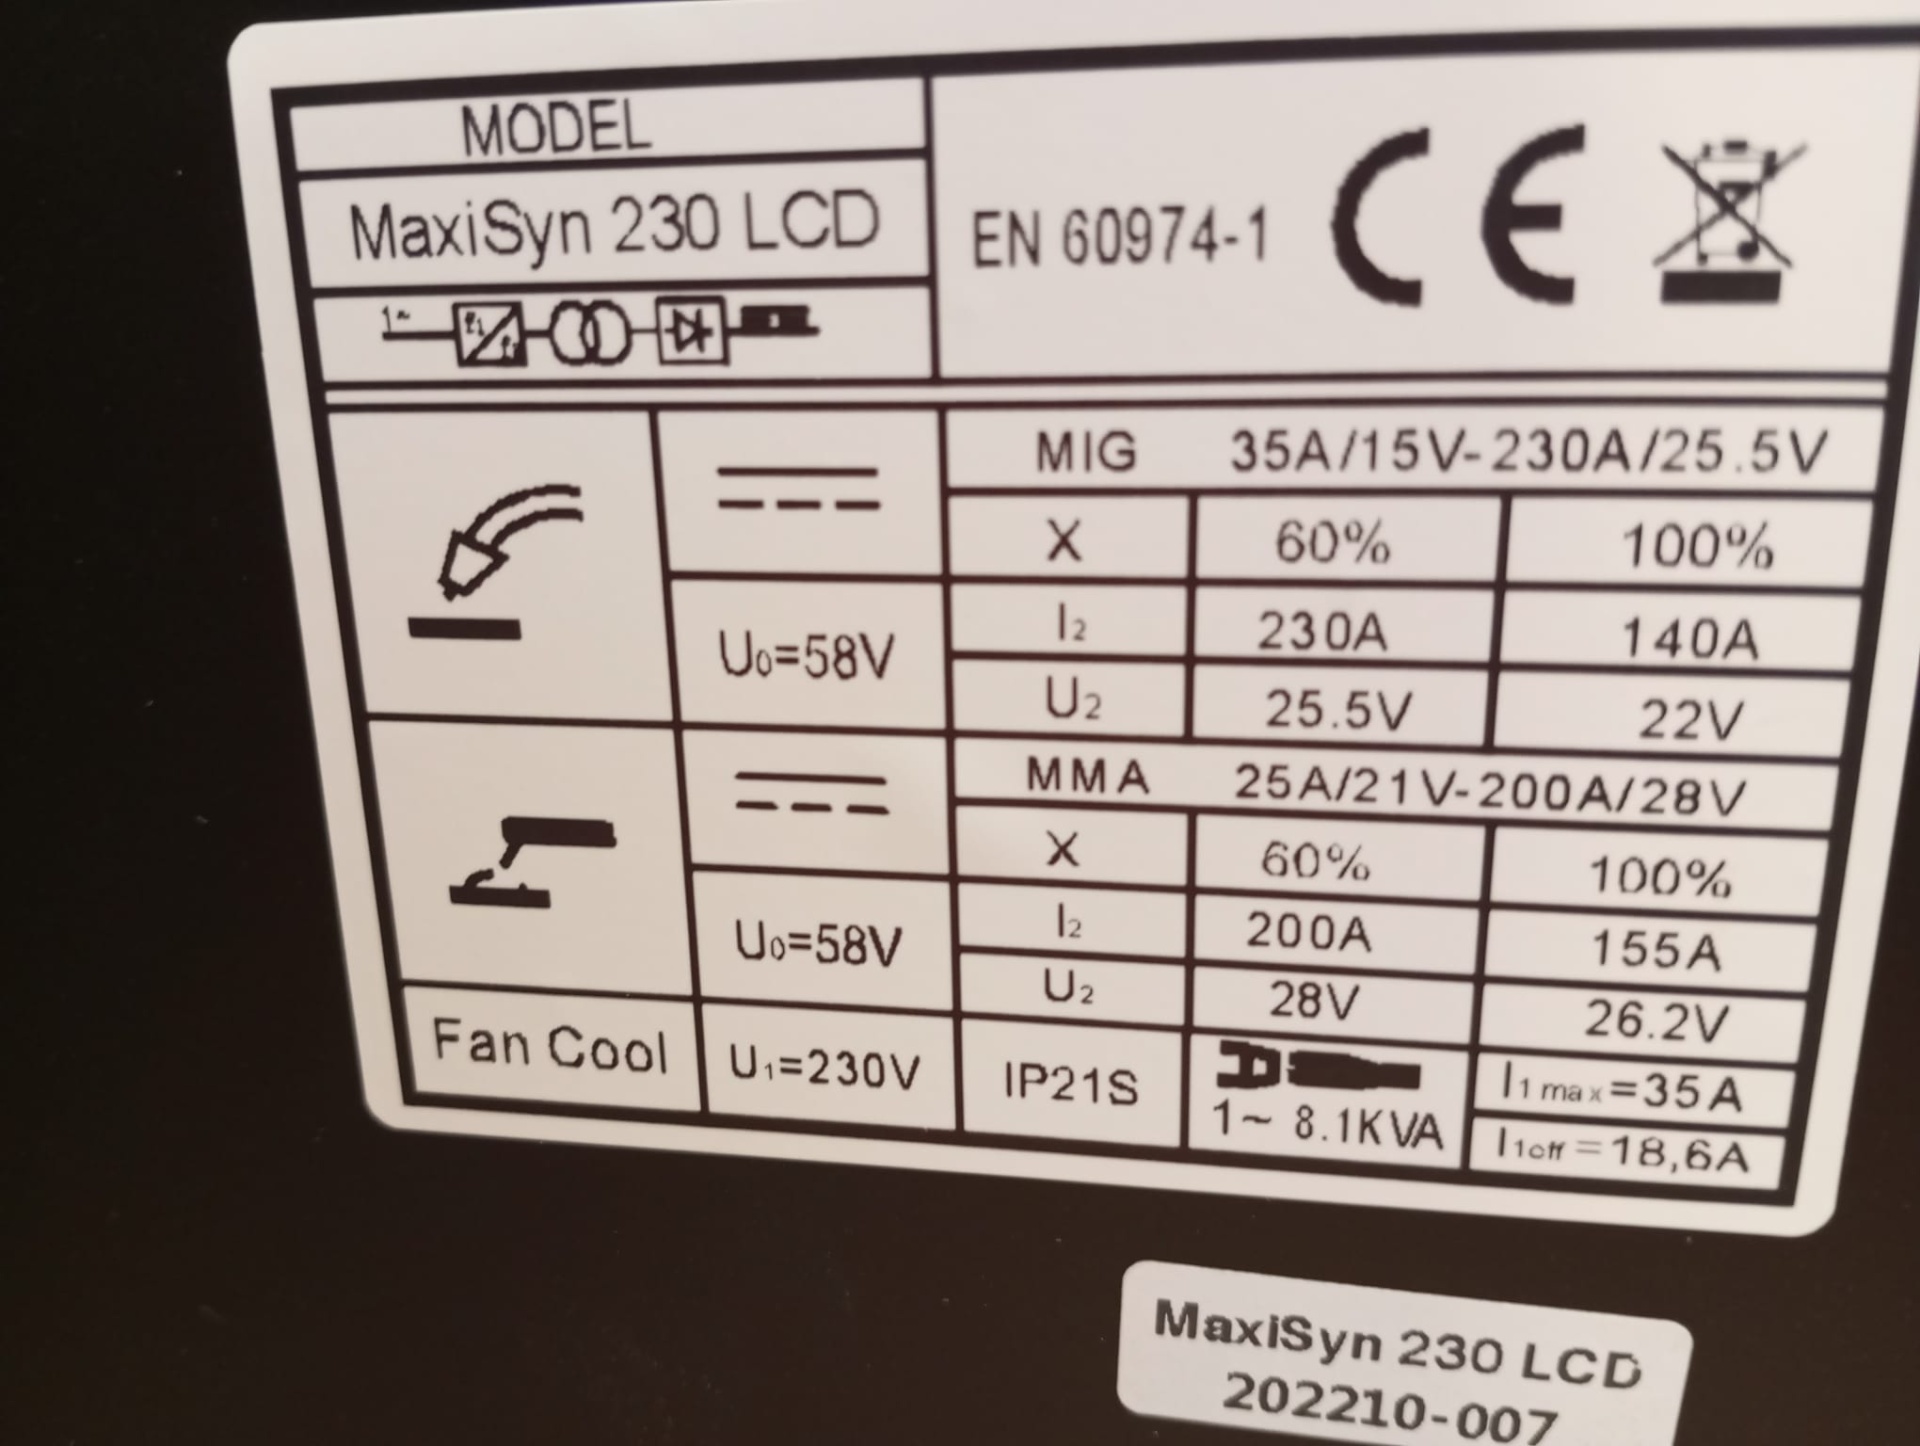 MODEL
MaxiSyn 230 LCD
EN 60974-1 CE
1~ f1
MIG 35A/15V-230A/25.5V
X 60% 100%
U0=58V
I2 230A 140A
U2 25.5V 22V
MMA 25A/21V-200A/28V
X 60% 100%
U0=58V
I2 200A 155A
U2 28V 26.2V
Fan Cool U1=230V IP21S 1~ 8.1KVA
I1max=35A
I1eff=18,6A
MaxiSyn 230 LCD
202210-007